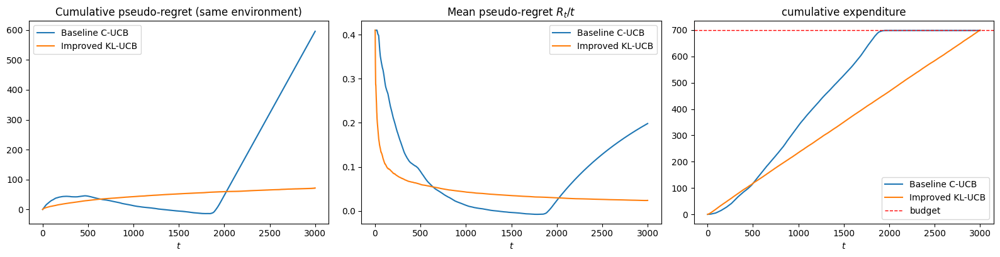 Cumulative pseudo-regret (same environment)
600
500
400
300
200
100
0
Baseline C-UCB
Improved KL-UCB
0 500 1000 1500 2000 2500 3000
t
Mean pseudo-regret R_t/t
0.4
0.3
0.2
0.1
0.0
Baseline C-UCB
Improved KL-UCB
0 500 1000 1500 2000 2500 3000
t
cumulative expenditure
700
600
500
400
300
200
100
0
Baseline C-UCB
Improved KL-UCB
budget
0 500 1000 1500 2000 2500 3000
t